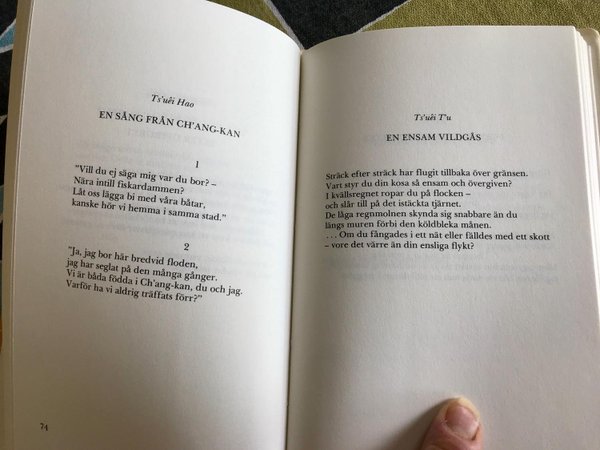 Ts'uêi Hao
EN SÅNG FRÅN CH'ANG-KAN
1
"Vill du ej säga mig var du bor? –
Nära intill fiskardammen?
Låt oss lägga bi med våra båtar,
kanske hör vi hemma i samma stad."
2
"Ja, jag bor här bredvid floden,
jag har seglat på den många gånger.
Vi är båda födda i Ch'ang-kan, du och jag.
Varför ha vi aldrig träffats förr?"
74
Ts'uêi T'u
EN ENSAM VILDGÅS
Sträck efter sträck har flugit tillbaka över gränsen.
Vart styr du din kosa så ensam och övergiven?
I kvällsregnet ropar du på flocken –
och slår till på det istäckta tjärnet.
De låga regnmolnen skynda sig snabbare än du
längs muren förbi den köldbleka månen.
. . . Om du fångades i ett nät eller fälldes med ett skott
– vore det värre än din ensliga flykt?